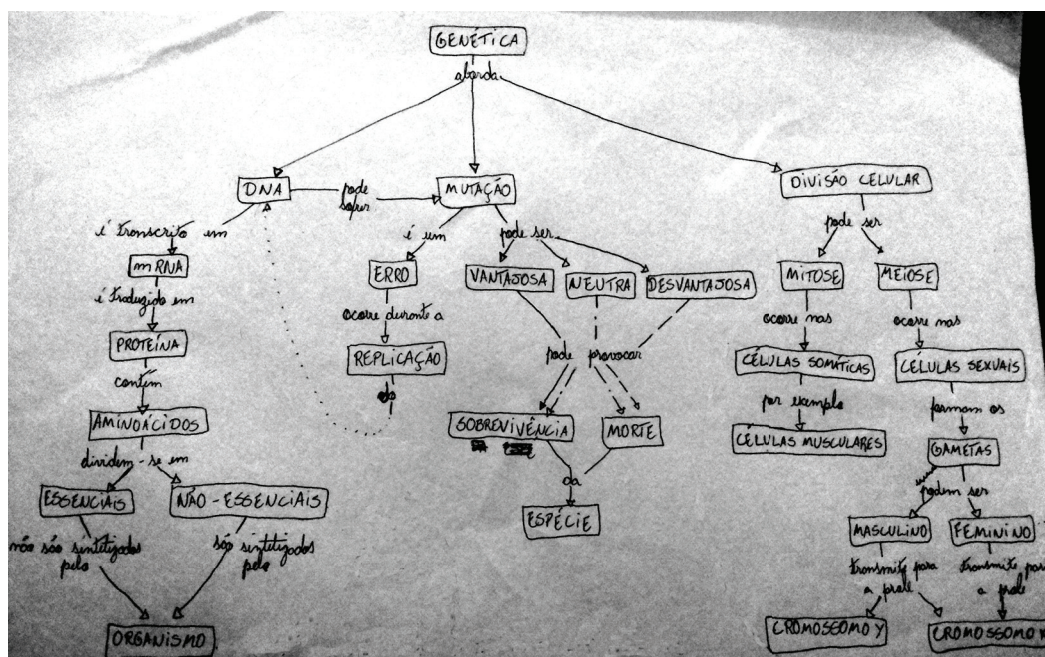 GENÉTICA
aborda
DNA
pode
sofrer
MUTAÇÃO
DIVISÃO CELULAR
é transcrito em
é um
pode ser
pode ser
mRNA
ERRO
VANTAJOSA
NEUTRA
DESVANTAJOSA
MITOSE
MEIOSE
é traduzido em
ocorre durante a
ocorre nas
ocorre nas
PROTEÍNA
REPLICAÇÃO
pode provocar
CÉLULAS SOMÁTICAS
CÉLULAS SEXUAIS
contém
do
por exemplo
formam os
AMINOÁCIDOS
SOBREVIVÊNCIA
MORTE
CÉLULAS MUSCULARES
GAMETAS
dividem-se em
da
podem ser
ESSENCIAIS
NÃO-ESSENCIAIS
ESPÉCIE
MASCULINO
FEMININO
não são sintetizados
pelo
são sintetizados
pelo
transmite para
a prole
transmite par
a prole
ORGANISMO
CROMOSSOMO Y
CROMOSSOMO X